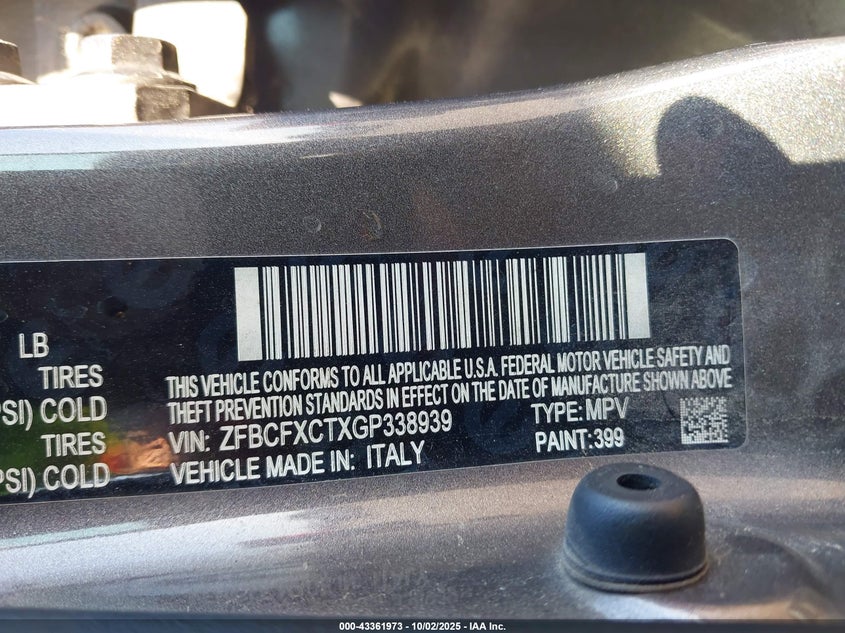 LB
TIRES
PSI) COLD
TIRES
PSI) COLD
THIS VEHICLE CONFORMS TO ALL APPLICABLE U.S.A. FEDERAL MOTOR VEHICLE SAFETY AND
THEFT PREVENTION STANDARDS IN EFFECT ON THE DATE OF MANUFACTURE SHOWN ABOVE
VIN: ZFBCFXCTXGP338939 TYPE: MPV
VEHICLE MADE IN: ITALY PAINT: 399
000-43361973 - 10/02/2025 - IAA Inc.